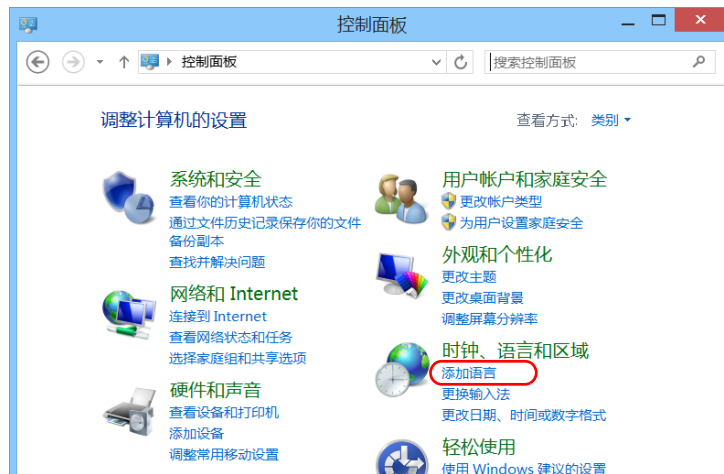 控制面板
控制面板
搜索控制面板
调整计算机的设置
查看方式: 类别
系统和安全
查看你的计算机状态
通过文件历史记录保存你的文件
备份副本
查找并解决问题
网络和 Internet
连接到 Internet
查看网络状态和任务
选择家庭组和共享选项
硬件和声音
查看设备和打印机
添加设备
调整常用移动设置
用户帐户和家庭安全
更改帐户类型
为用户设置家庭安全
外观和个性化
更改主题
更改桌面背景
调整屏幕分辨率
时钟、语言和区域
添加语言
更换输入法
更改日期、时间或数字格式
轻松使用
使用 Windows 建议的设置